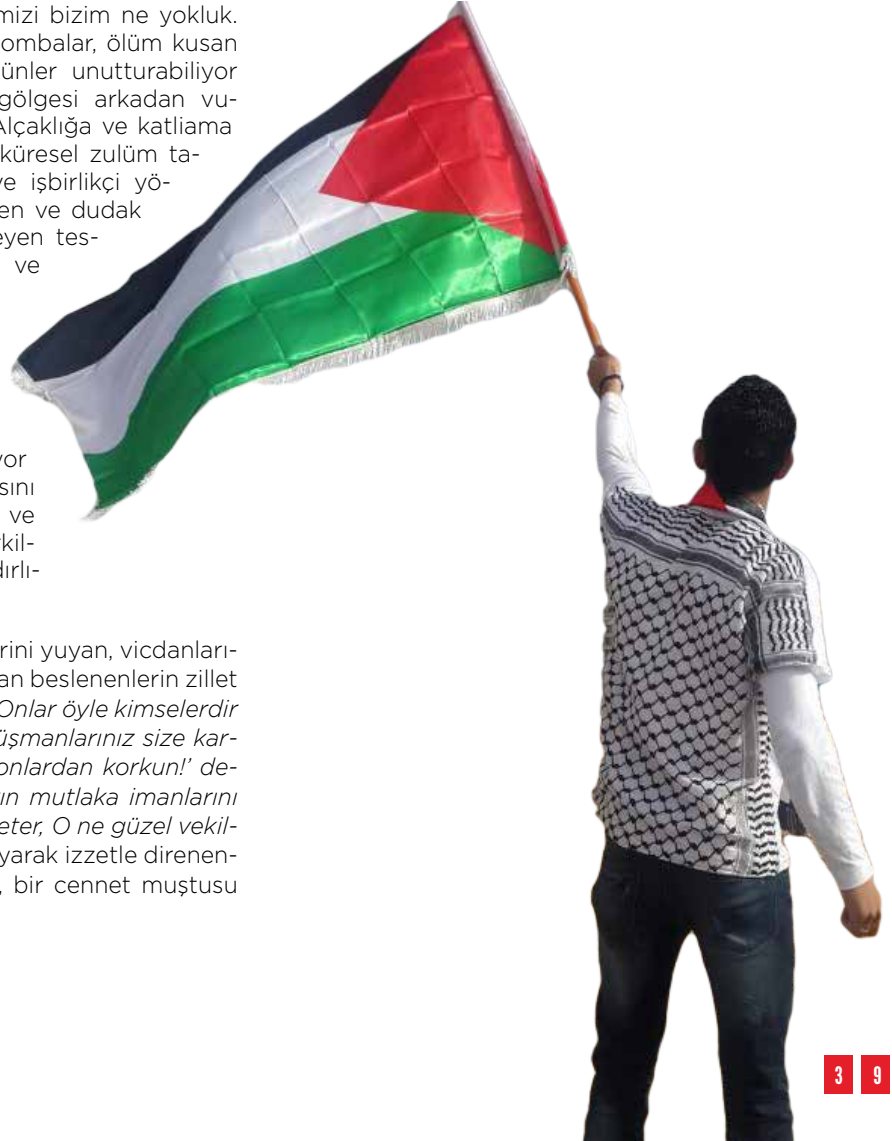 mizi bizim ne yokluk.
ombalar, ölüm kusan
ünler unutturabiliyor
gölgesi arkadan vu-
Alçaklığa ve katliama
küresel zulüm ta-
ve işbirlikçi yö-
en ve dudak
eyen tes-
ve
yor
sını
ve
kil-
dırlı-
rini yuyan, vicdanları-
an beslenenlerin zillet
Onlar öyle kimselerdir
üşmanlarınız size kar-
onlardan korkun!’ de-
ın mutlaka imanlarını
eter, O ne güzel vekil-
yarak izzetle direnen-
, bir cennet muştusu
3 9